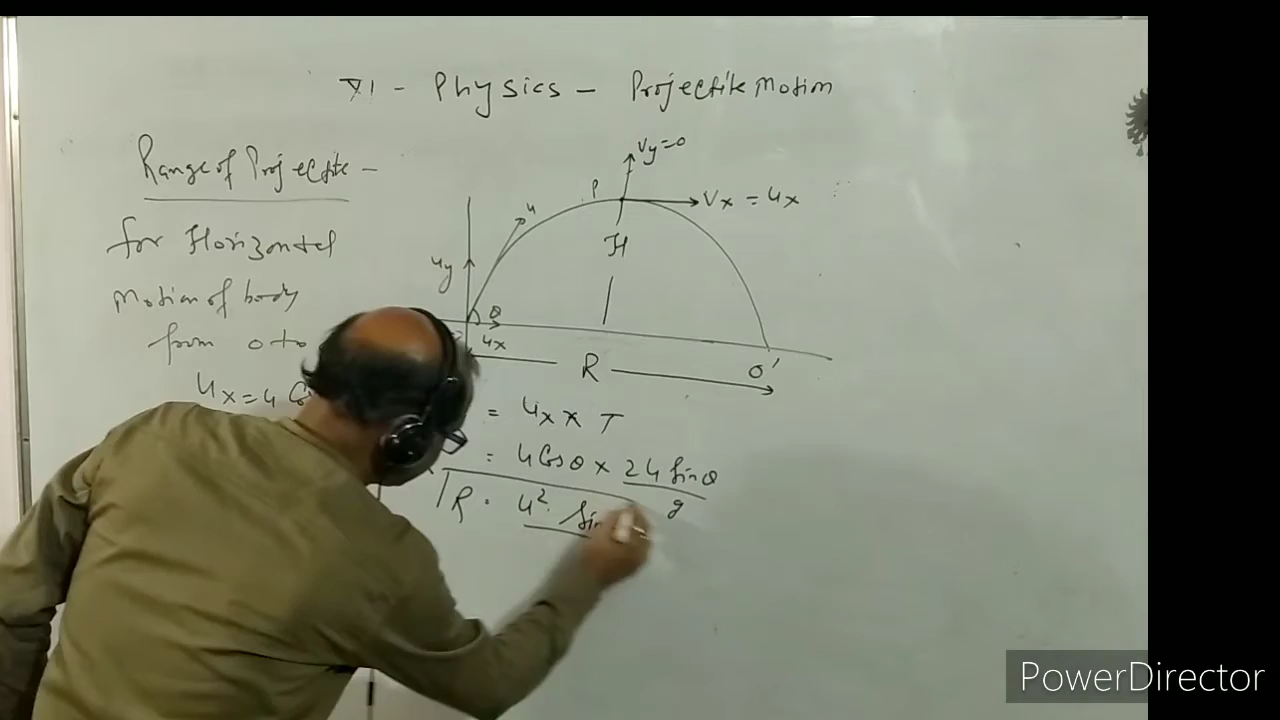 XI - Physics - Projectile Motion
Range of Projectile -
for Horizontal
Motion of body
from O to
ux = u
Vy = 0
P
Vx = ux
u
H
uy
θ
ux
R
O'
= ux x T
= u Cosθ x 2u Sinθ
g
R = u² Sin
PowerDirector